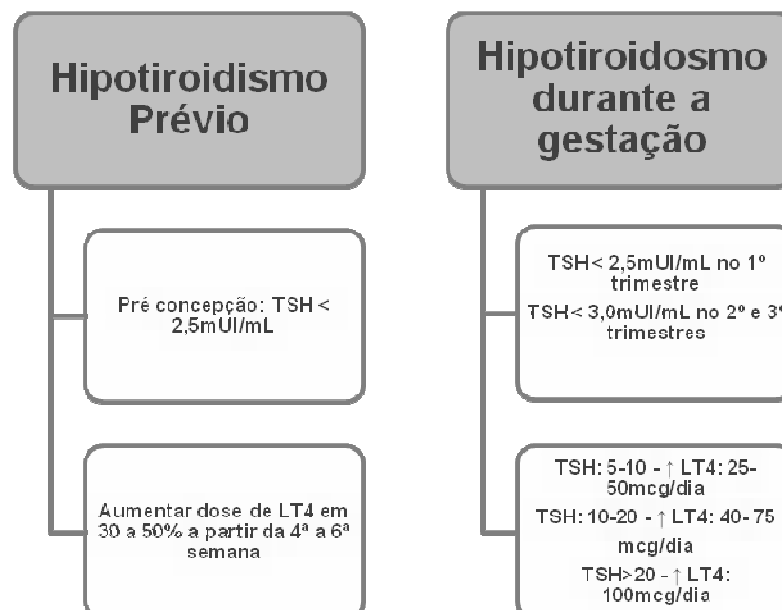 Hipotiroidismo
Prévio
Pré concepção: TSH <
2,5mUI/mL
Aumentar dose de LT4 em
30 a 50% a partir da 4ª a 6ª
semana
Hipotiroidosmo
durante a
gestação
TSH< 2,5mUI/mL no 1º
trimestre
TSH< 3,0mUI/mL no 2º e 3º
trimestres
TSH: 5-10 - ↑ LT4: 25-
50mcg/dia
TSH: 10-20 - ↑ LT4: 40-75
mcg/dia
TSH>20 - ↑ LT4:
100mcg/dia